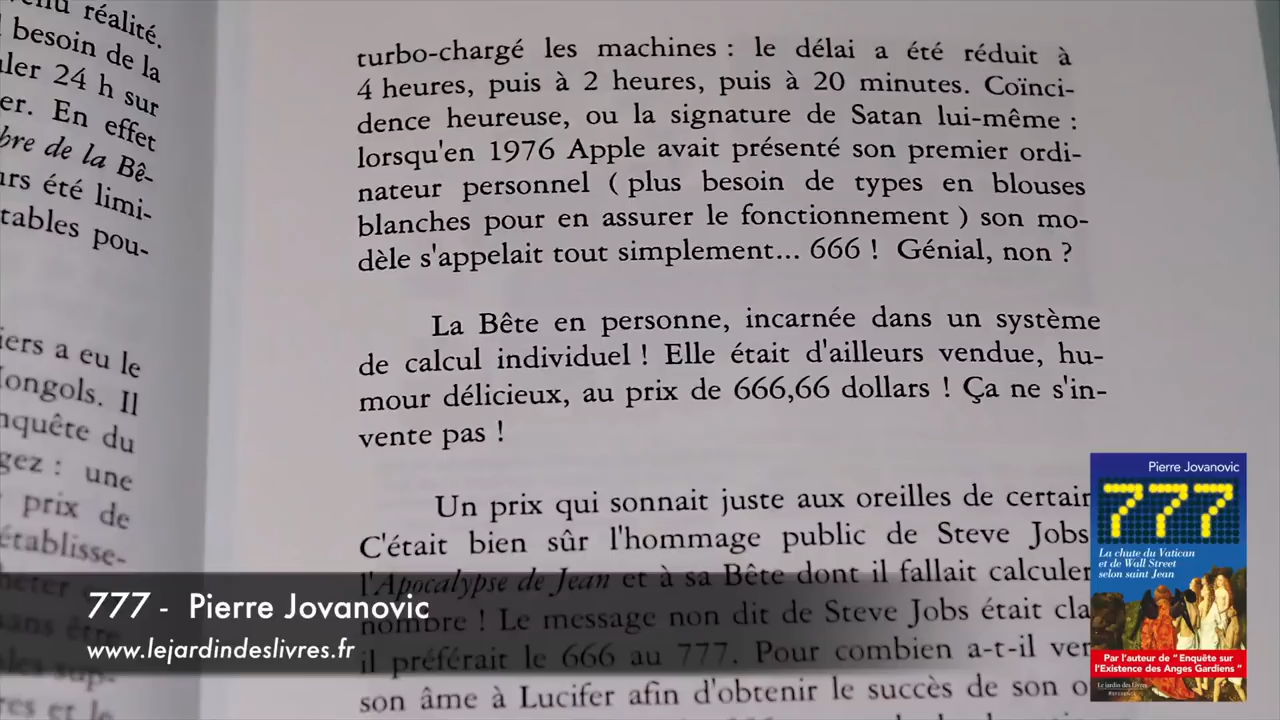 réalité.
besoin de la
24 h sur
er. En effet
bre de la Bê-
rs été limi-
tables pou-
iers a eu le
ongols. Il
nquête du
gez : une
prix de
établisse-
turbo-chargé les machines : le délai a été réduit à
4 heures, puis à 2 heures, puis à 20 minutes. Coïnci-
dence heureuse, ou la signature de Satan lui-même :
lorsqu'en 1976 Apple avait présenté son premier ordi-
nateur personnel ( plus besoin de types en blouses
blanches pour en assurer le fonctionnement ) son mo-
dèle s'appelait tout simplement... 666 ! Génial, non ?
La Bête en personne, incarnée dans un système
de calcul individuel ! Elle était d'ailleurs vendue, hu-
mour délicieux, au prix de 666,66 dollars ! Ça ne s'in-
vente pas !
Un prix qui sonnait juste aux oreilles de certain
C'était bien sûr l'hommage public de Steve Jobs
l'Apocalypse de Jean et à sa Bête dont il fallait calculer
nombre ! Le message non dit de Steve Jobs était cla
il préférait le 666 au 777. Pour combien a-t-il ver
son âme à Lucifer afin d'obtenir le succès de son o
777 - Pierre Jovanovic
www.lejardindeslivres.fr
Pierre Jovanovic
777
La chute du Vatican
et de Wall Street
selon saint Jean
Par l'auteur de " Enquête sur
l'Existence des Anges Gardiens "
Le jardin des Livres